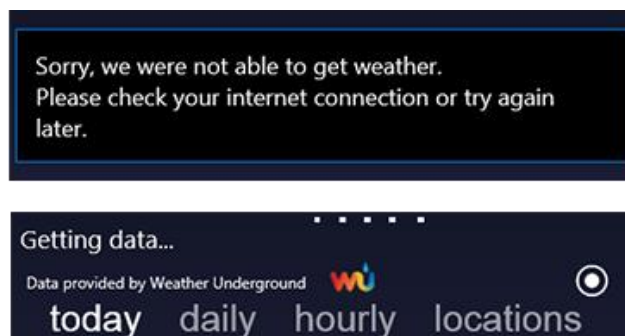 Sorry, we were not able to get weather.
Please check your internet connection or try again
later.
Getting data...
Data provided by Weather Underground wu
today daily hourly locations